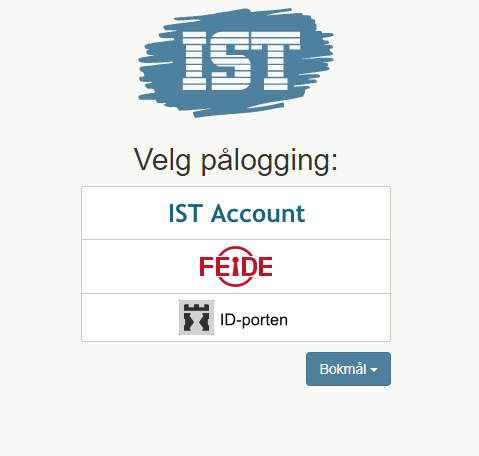 IST
Velg pålogging:
IST Account
FEIDE
ID-porten
Bokmål